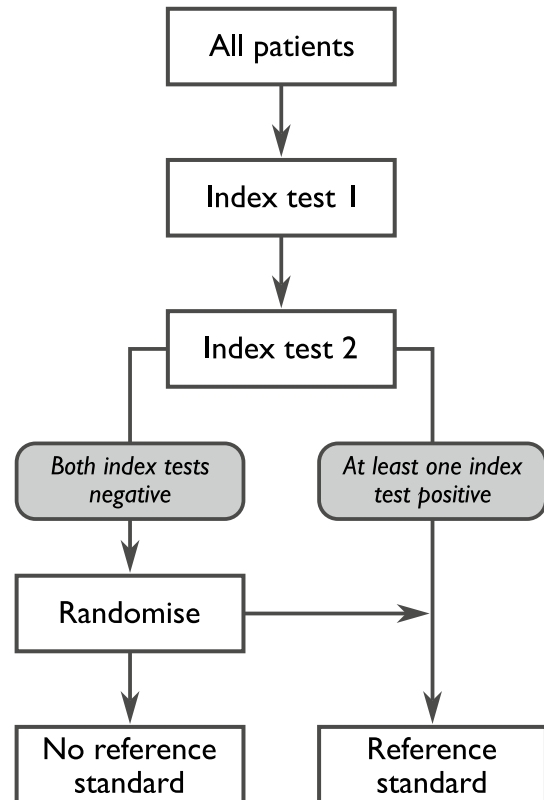 All patients
Index test 1
Index test 2
Both index tests
negative
At least one index
test positive
Randomise
No reference
standard
Reference
standard